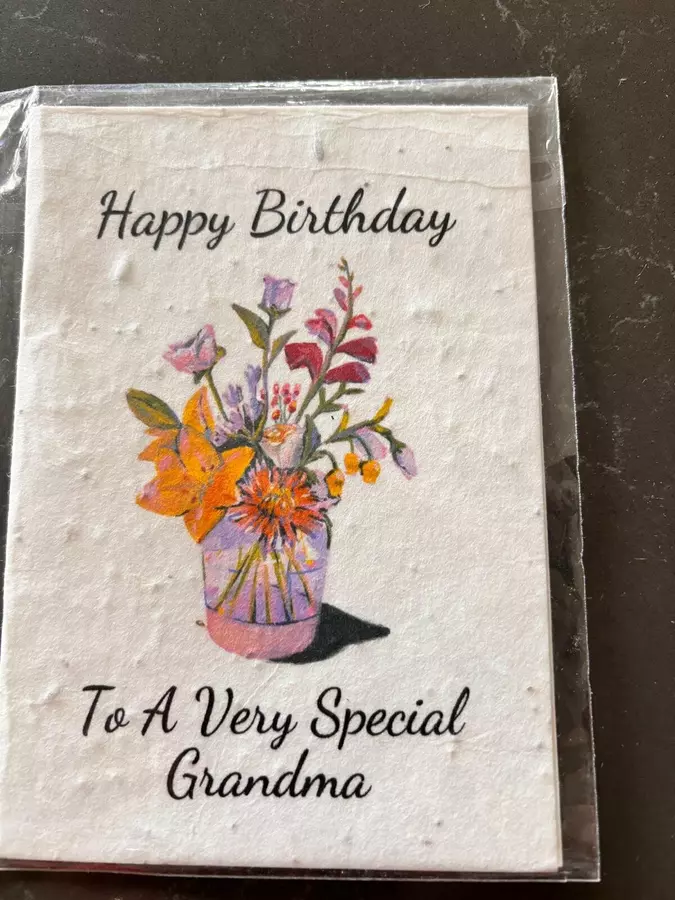 Happy Birthday
To A Very Special
Grandma